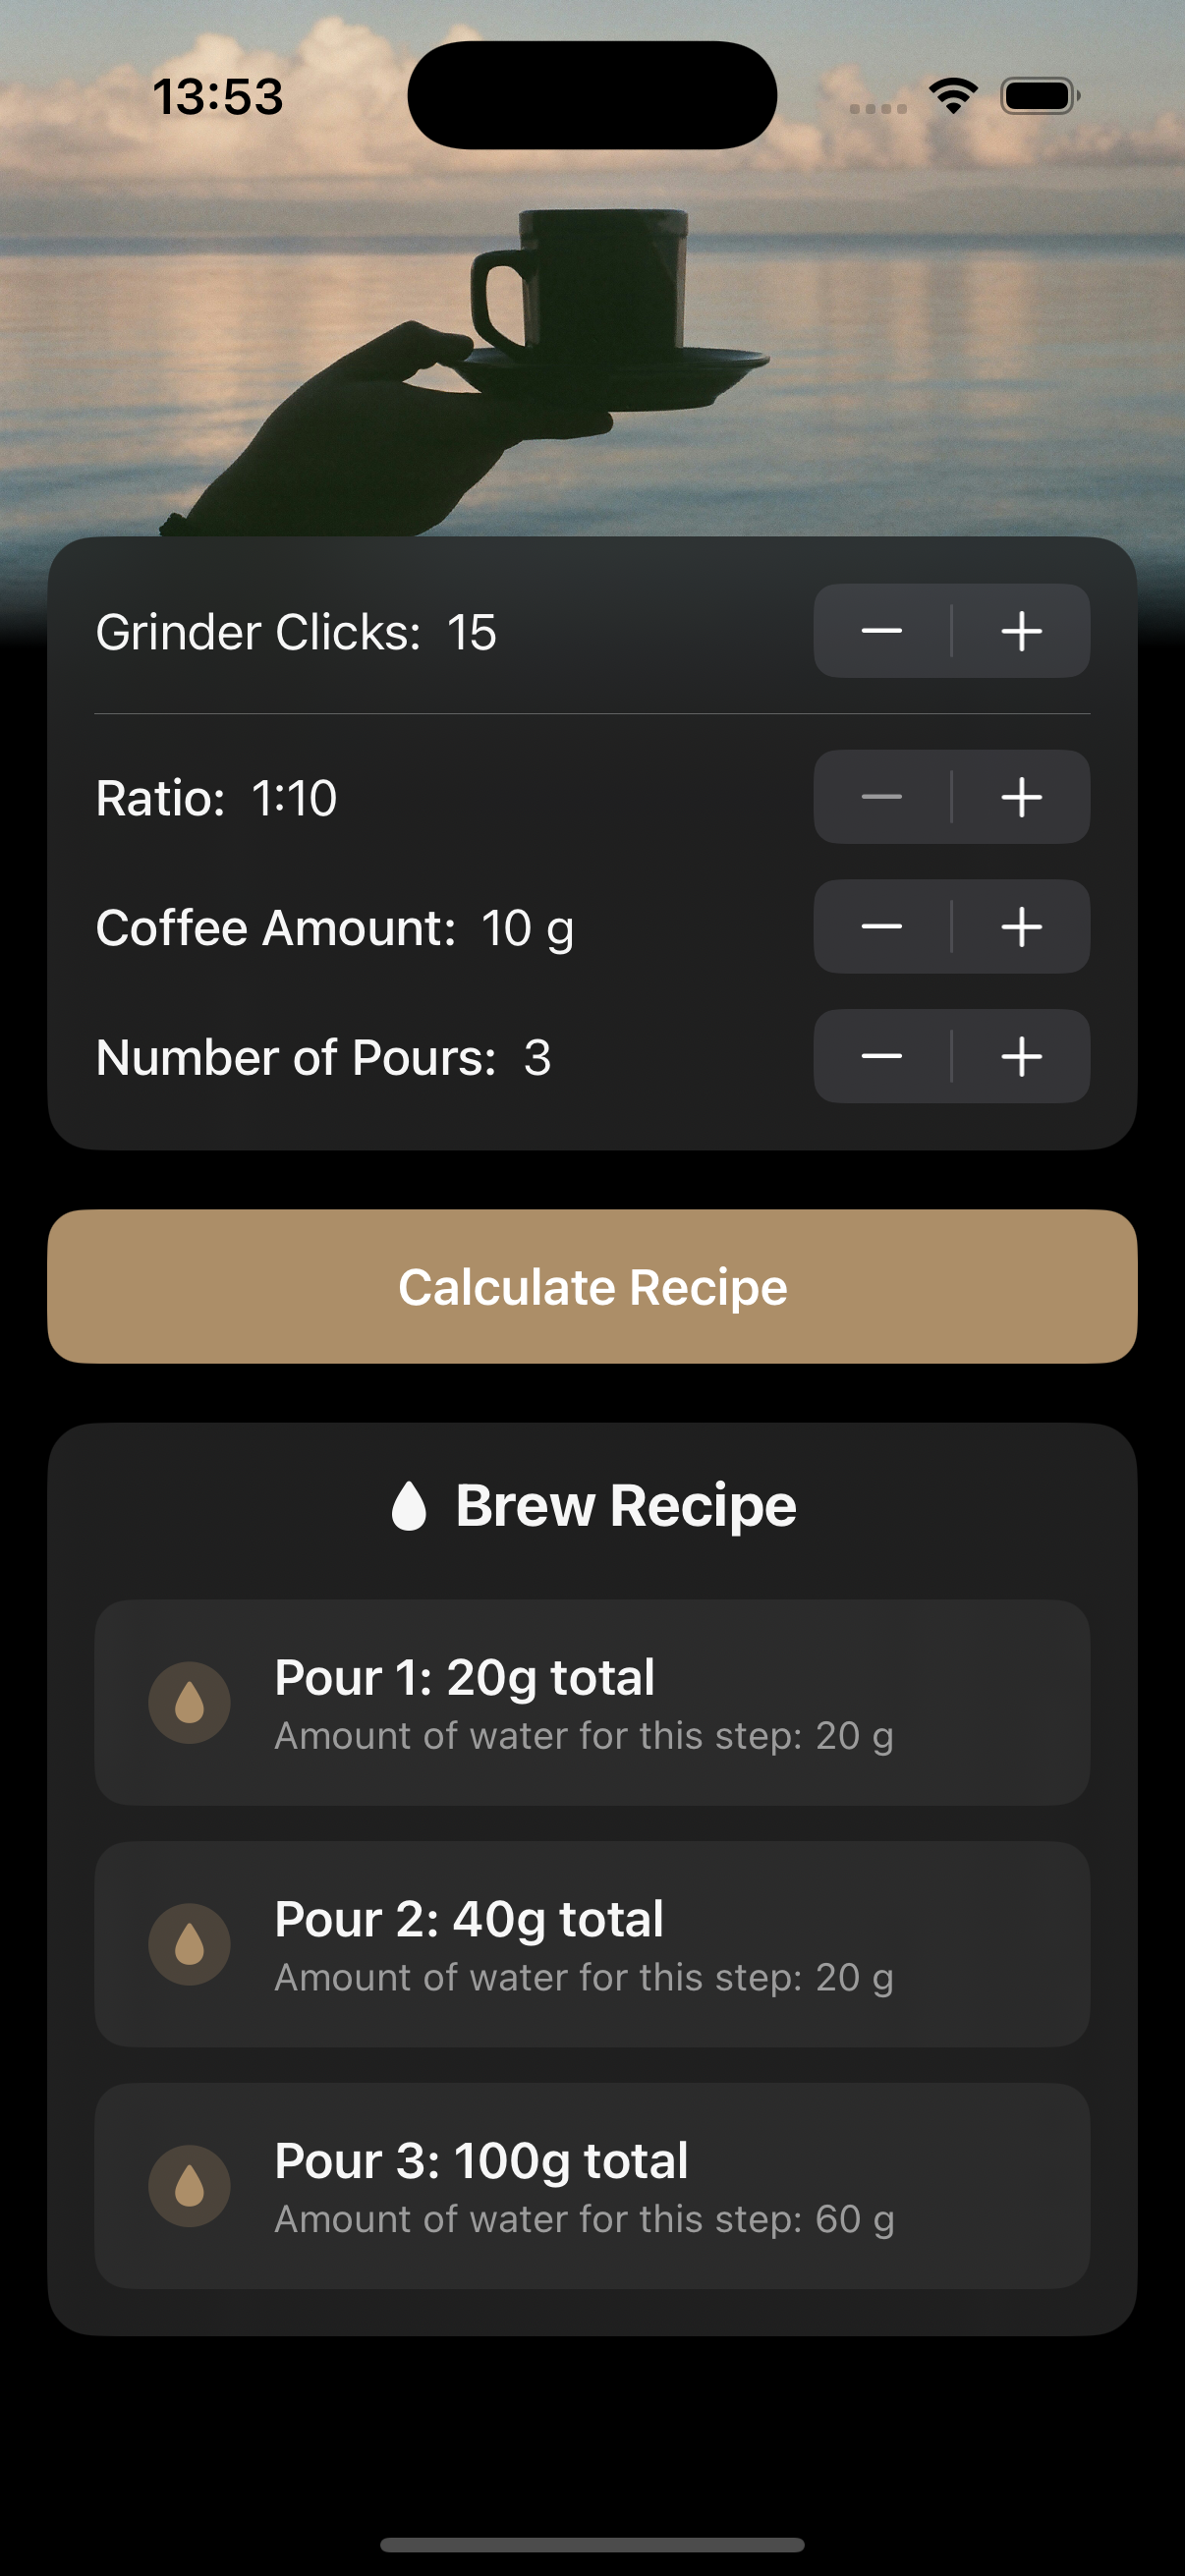 13:53
Grinder Clicks: 15
Ratio: 1:10
Coffee Amount: 10 g
Number of Pours: 3
Calculate Recipe
Brew Recipe
Pour 1: 20g total
Amount of water for this step: 20 g
Pour 2: 40g total
Amount of water for this step: 20 g
Pour 3: 100g total
Amount of water for this step: 60 g